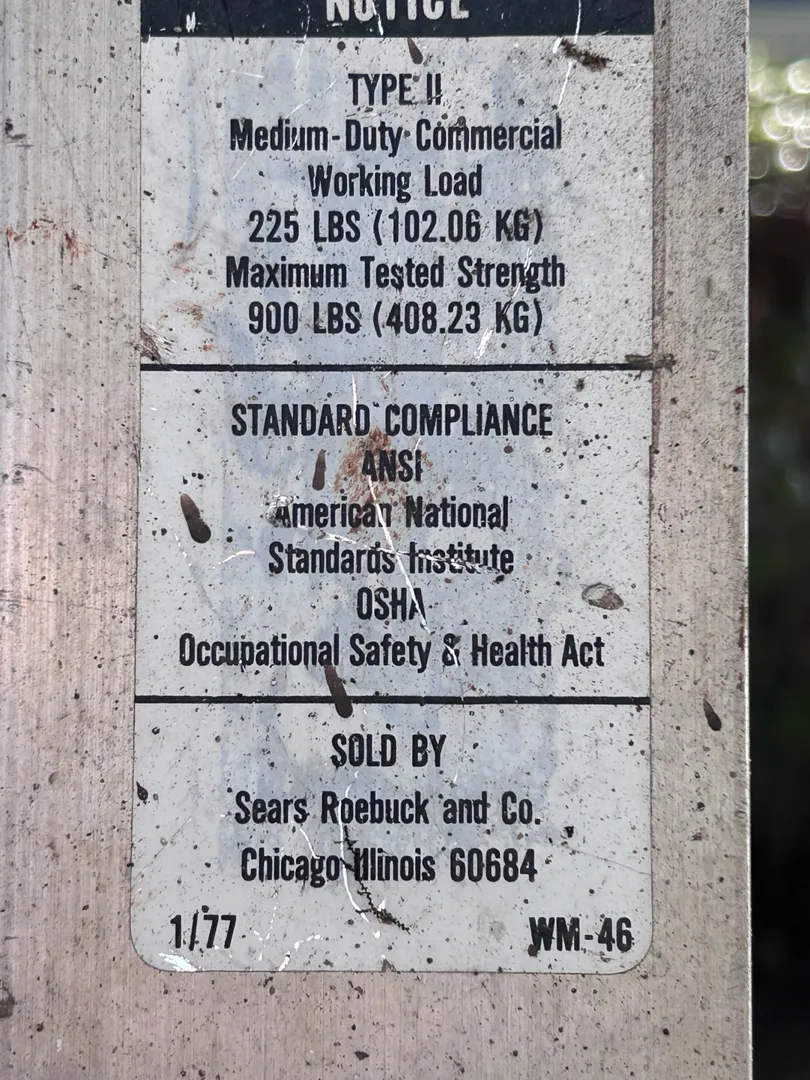 NOTICE
TYPE II
Medium-Duty Commercial
Working Load
225 LBS (102.06 KG)
Maximum Tested Strength
900 LBS (408.23 KG)
STANDARD COMPLIANCE
ANSI
American National
Standards Institute
OSHA
Occupational Safety & Health Act
SOLD BY
Sears Roebuck and Co.
Chicago Illinois 60684
1/77 WM-46